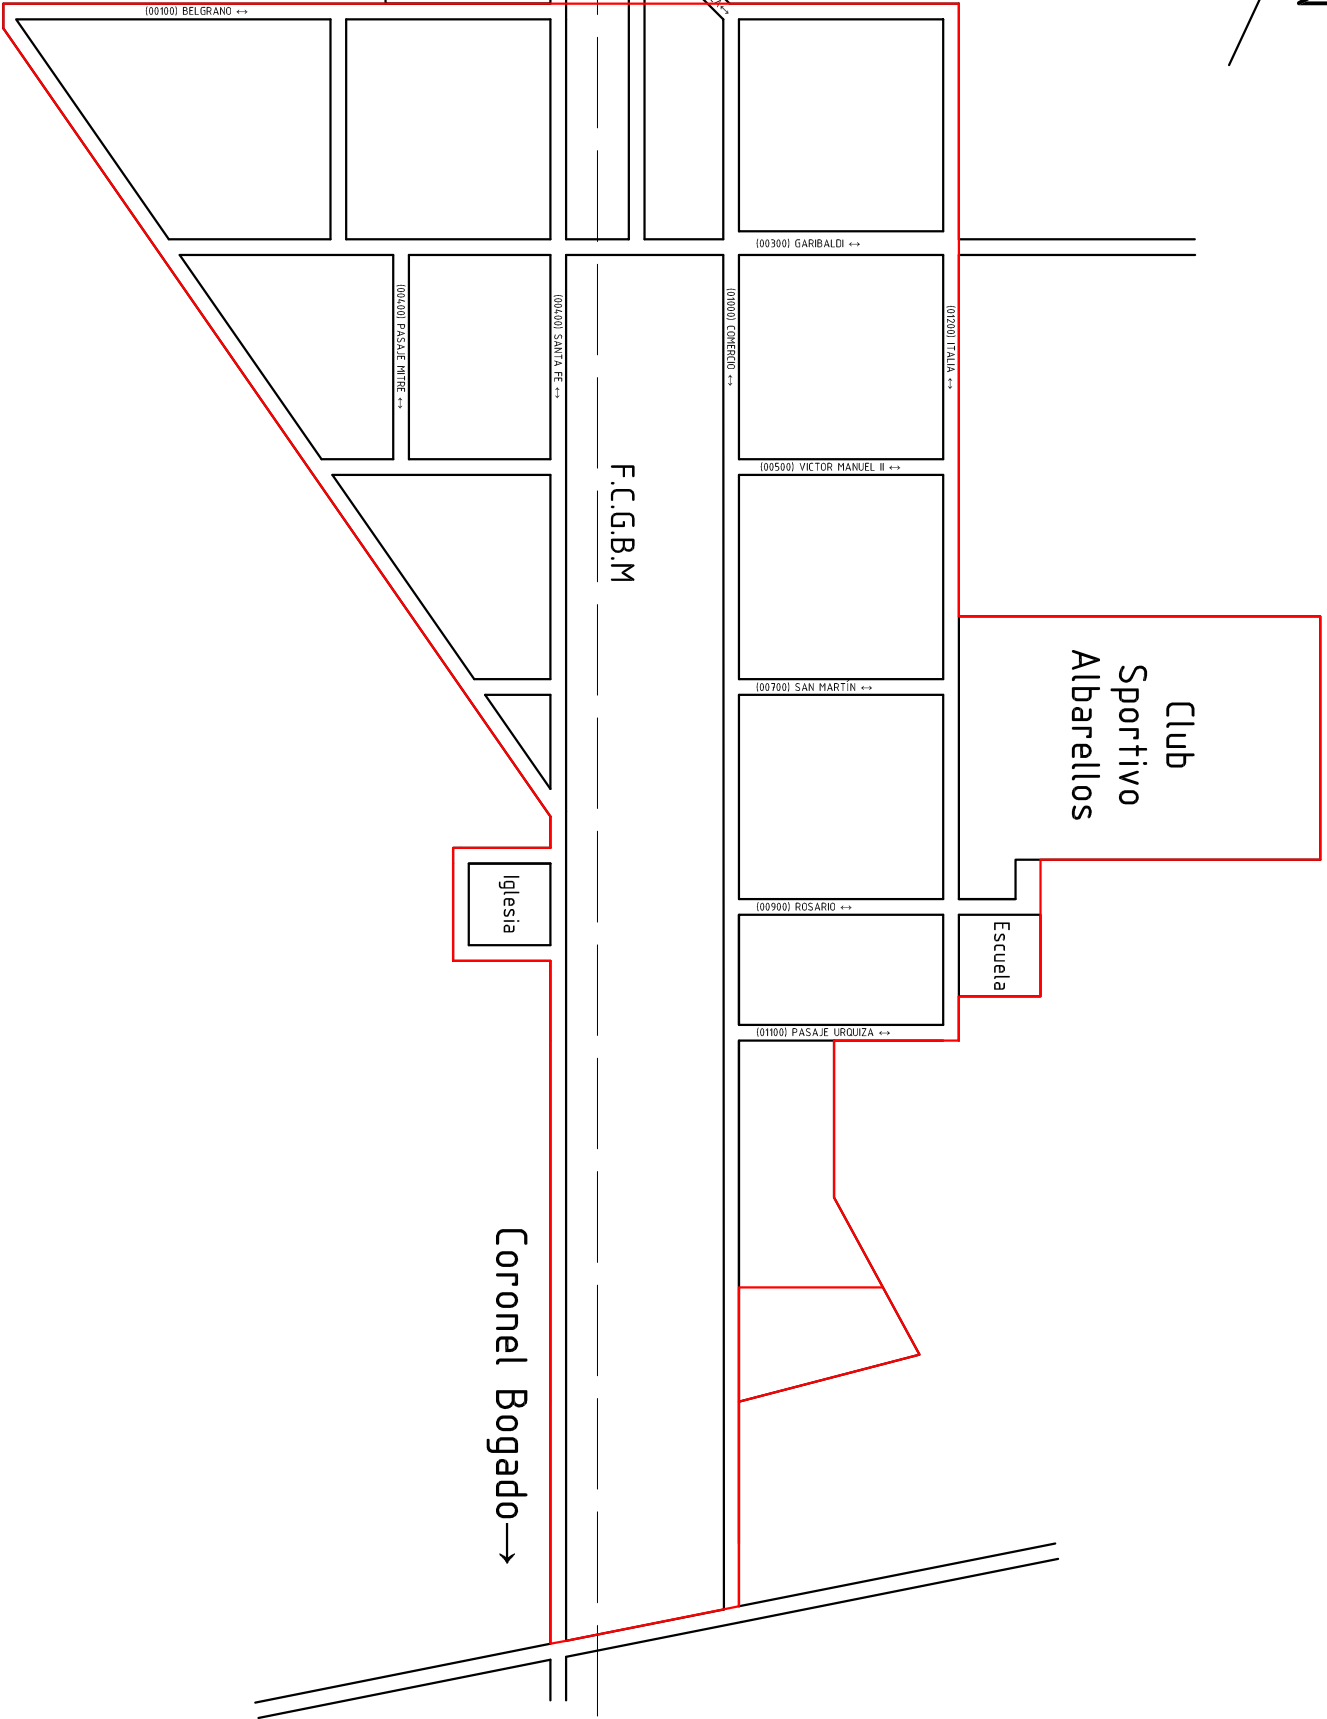 (00100) BELGRANO ↔
(00300) GARIBALDI ↔
(00400) PASAJE MITRE ↔
(00400) SANTA FE ↔
(01000) COMERCIO ↔
(01200) ITALIA ↔
(00500) VICTOR MANUEL II ↔
F.C.G.B.M
(00700) SAN MARTÍN ↔
Club
Sportivo
Albarellos
Iglesia
(00900) ROSARIO ↔
Escuela
(01100) PASAJE URQUIZA ↔
Coronel Bogado→